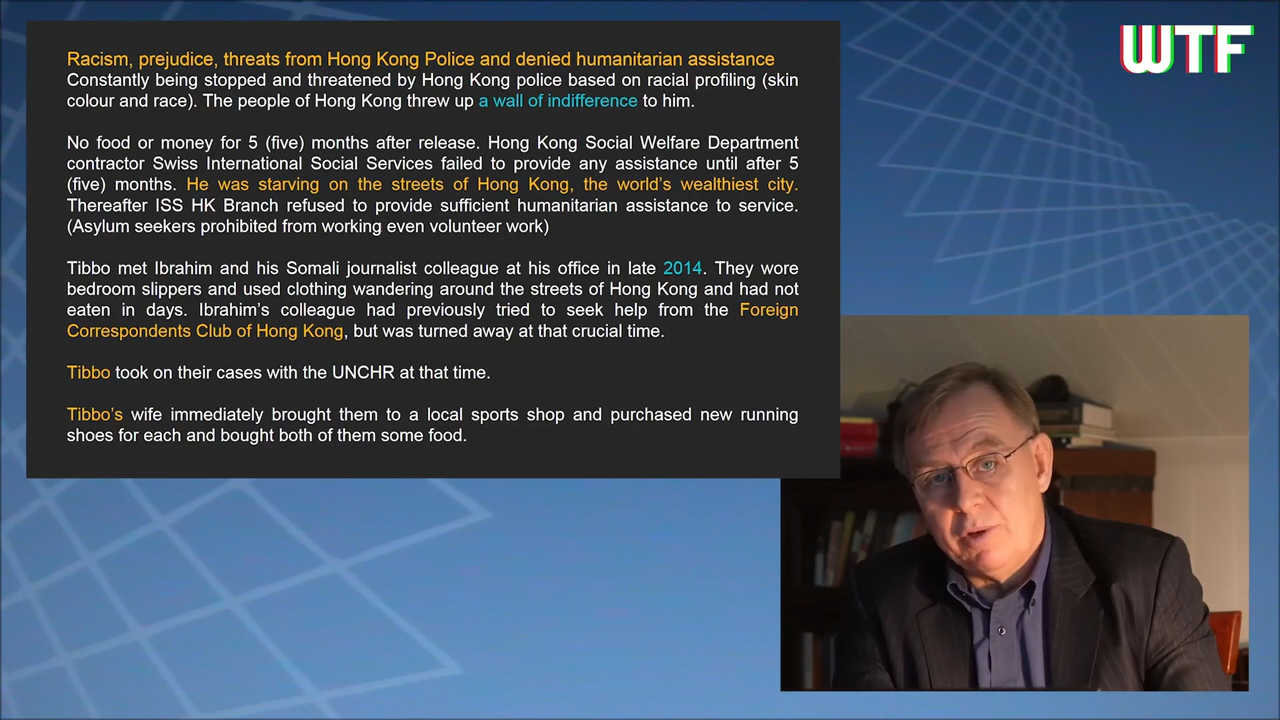 WTF
Racism, prejudice, threats from Hong Kong Police and denied humanitarian assistance
Constantly being stopped and threatened by Hong Kong police based on racial profiling (skin
colour and race). The people of Hong Kong threw up a wall of indifference to him.
No food or money for 5 (five) months after release. Hong Kong Social Welfare Department
contractor Swiss International Social Services failed to provide any assistance until after 5
(five) months. He was starving on the streets of Hong Kong, the world's wealthiest city.
Thereafter ISS HK Branch refused to provide sufficient humanitarian assistance to service.
(Asylum seekers prohibited from working even volunteer work)
Tibbo met Ibrahim and his Somali journalist colleague at his office in late 2014. They wore
bedroom slippers and used clothing wandering around the streets of Hong Kong and had not
eaten in days. Ibrahim's colleague had previously tried to seek help from the Foreign
Correspondents Club of Hong Kong, but was turned away at that crucial time.
Tibbo took on their cases with the UNCHR at that time.
Tibbo's wife immediately brought them to a local sports shop and purchased new running
shoes for each and bought both of them some food.